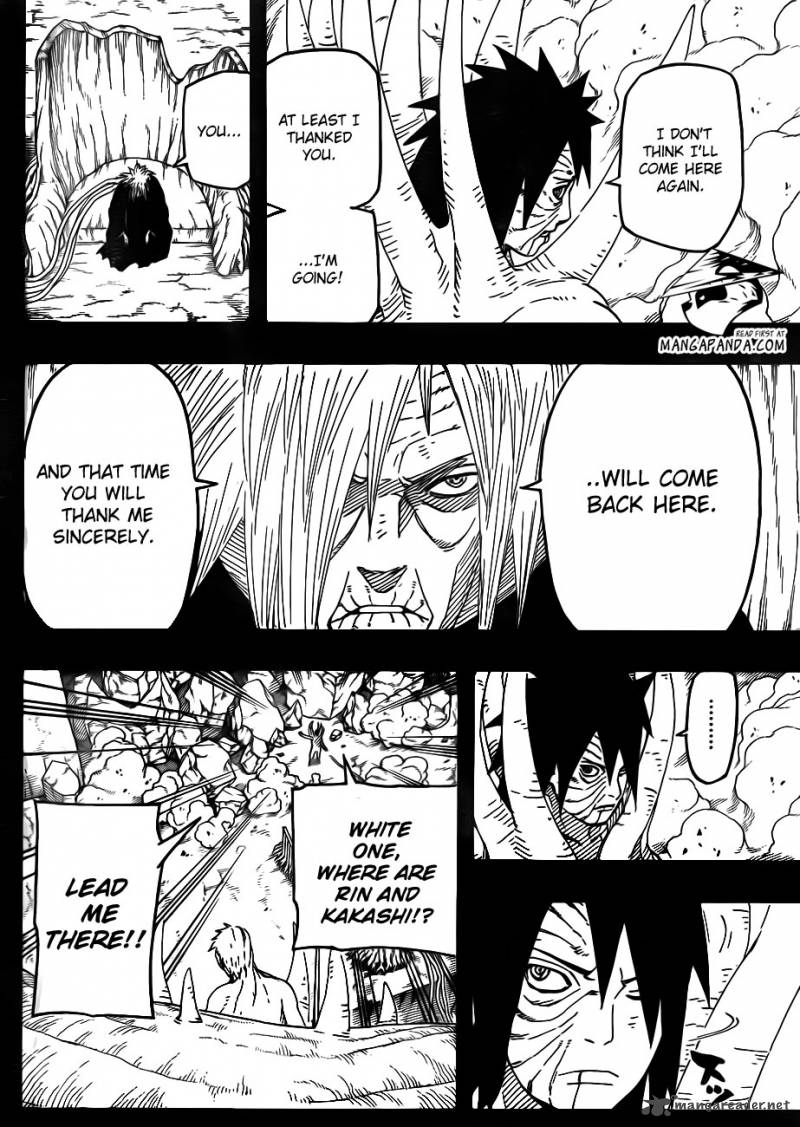 I DON'T
THINK I'LL
COME HERE
AGAIN.
AT LEAST I
THANKED
YOU.
...I'M
GOING!
YOU...
READ FIRST AT
MANGAPANDA.COM
..WILL COME
BACK HERE.
AND THAT TIME
YOU WILL
THANK ME
SINCERELY.
........
WHITE
ONE,
WHERE ARE
RIN AND
KAKASHI!?
LEAD
ME
THERE!!
ズッ
mangareader.net